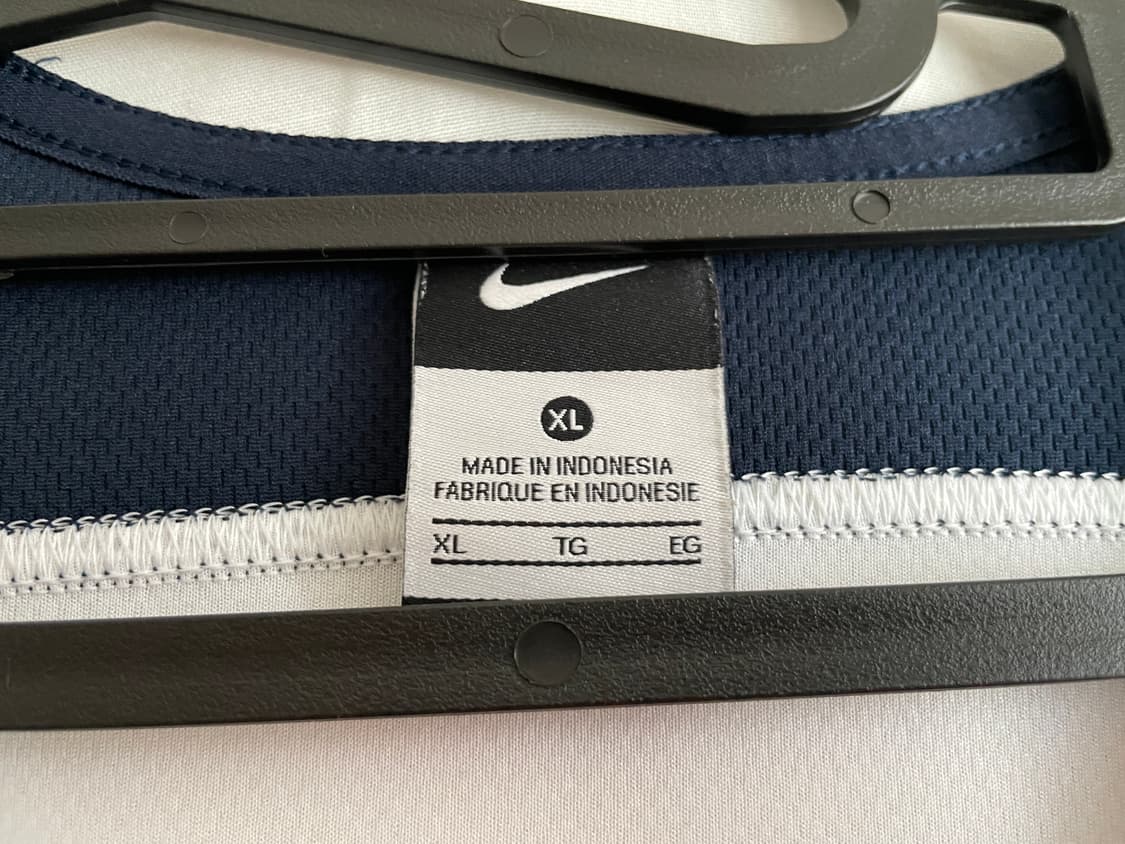 XL
MADE IN INDONESIA
FABRIQUE EN INDONESIE
XL TG EG